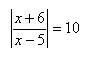 |(x+6)/(x−5)| = 10